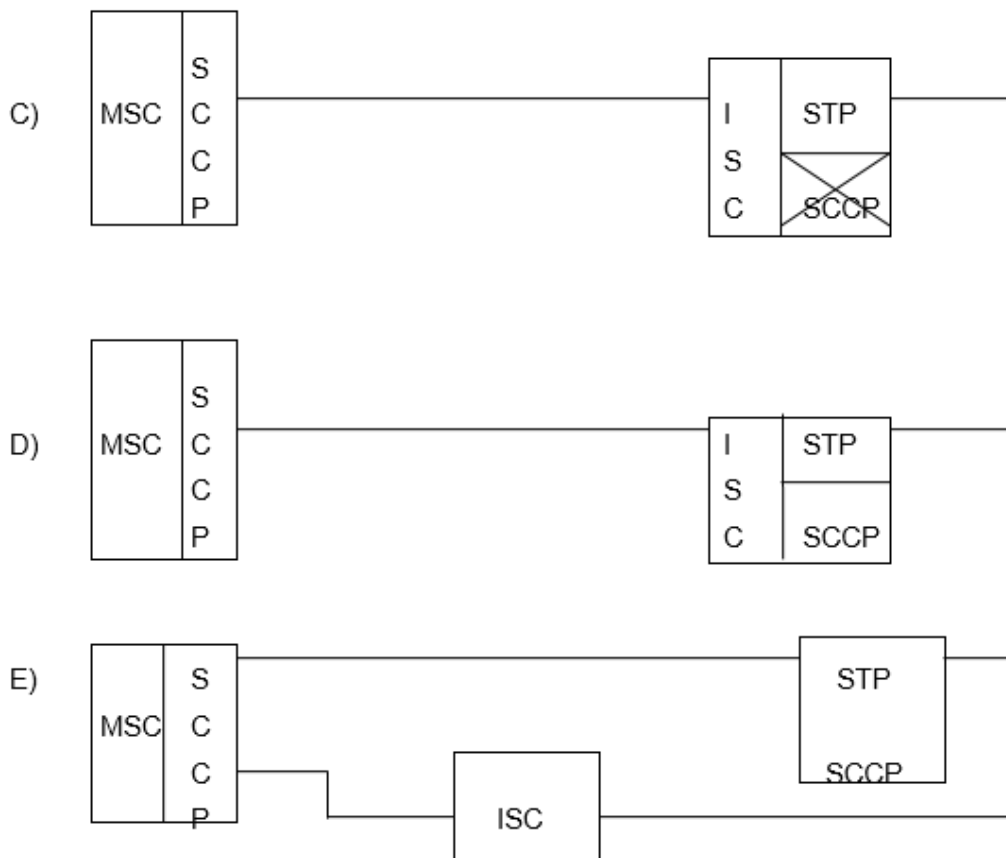 S
C) MSC C I STP
C S
P C SCCP
S
D) MSC C I STP
C S
P C SCCP
E) S STP
MSC C
C SCCP
P ISC